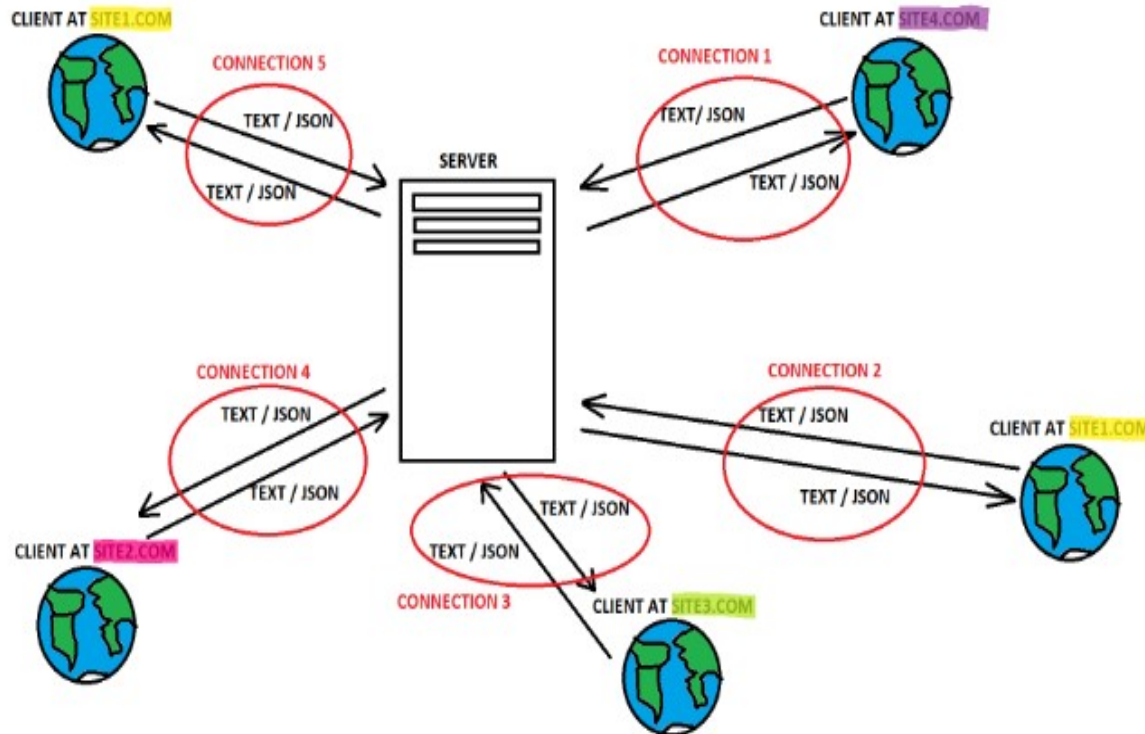 CLIENT AT SITE1.COM
CLIENT AT SITE4.COM
CONNECTION 5
CONNECTION 1
TEXT / JSON
TEXT/ JSON
SERVER
TEXT / JSON
TEXT / JSON
CONNECTION 4
CONNECTION 2
TEXT / JSON
TEXT / JSON
CLIENT AT SITE1.COM
TEXT / JSON
TEXT / JSON
TEXT / JSON
CLIENT AT SITE2.COM
TEXT / JSON
CONNECTION 3
CLIENT AT SITE3.COM